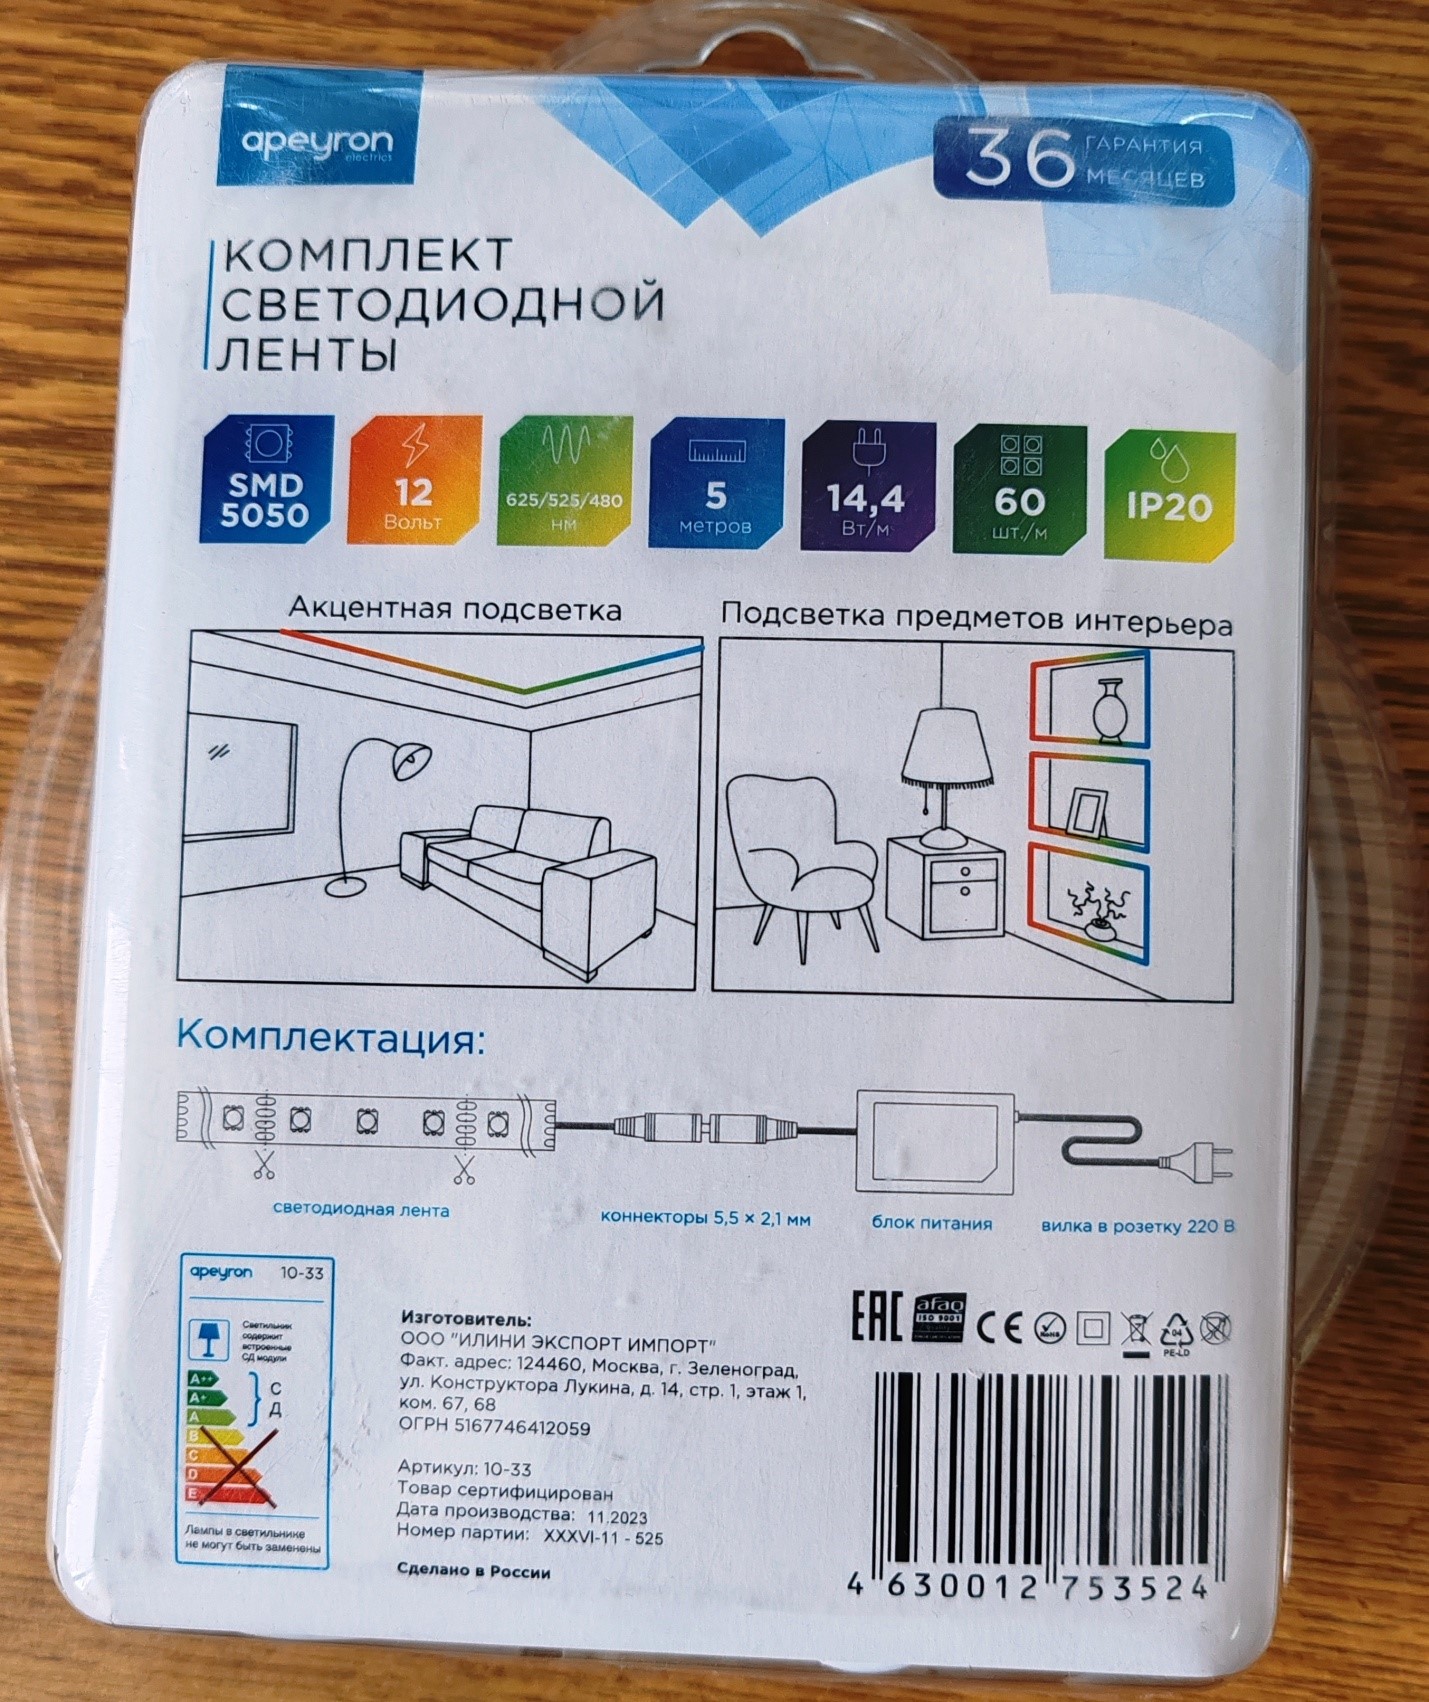 apeyron
electrics
36 ГАРАНТИЯ
МЕСЯЦЕВ
КОМПЛЕКТ
СВЕТОДИОДНОЙ
ЛЕНТЫ
SMD
5050
12
Вольт
625/525/480
нм
5
метров
14,4
Вт/м
60
шт./м
IP20
Акцентная подсветка
Подсветка предметов интерьера
Комплектация:
светодиодная лента
коннекторы 5,5 × 2,1 мм
блок питания
вилка в розетку 220 В
apeyron 10-33
Светильник
содержит
встроенные
СД модули
A++
A+
A
B
C
D
E
С
Д
Лампы в светильнике
не могут быть заменены
Изготовитель:
ООО "ИЛИНИ ЭКСПОРТ ИМПОРТ"
Факт. адрес: 124460, Москва, г. Зеленоград,
ул. Конструктора Лукина, д. 14, стр. 1, этаж 1,
ком. 67, 68
ОГРН 5167746412059
Артикул: 10-33
Товар сертифицирован
Дата производства: 11.2023
Номер партии: XXXVI-11 - 525
Сделано в России
EAC
afaq
ISO 9001
CE
RoHS
04
PE-LD
4 630012 753524